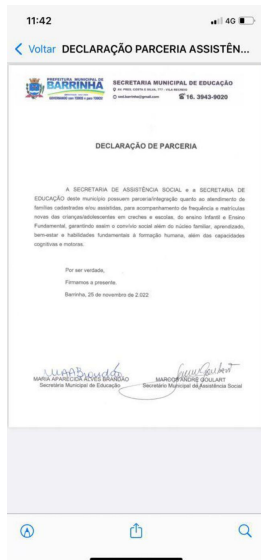 11:42
4G
Voltar DECLARAÇÃO PARCERIA ASSISTÊN...
PREFEITURA MUNICIPAL DE
BARRINHA
SECRETARIA MUNICIPAL DE EDUCAÇÃO
16. 3943-9020
DECLARAÇÃO DE PARCERIA
A SECRETARIA DE ASSISTÊNCIA SOCIAL e a SECRETARIA DE
EDUCAÇÃO deste município possuem parceria/integração quanto ao atendimento de
famílias cadastradas e/ou assistidas, para acompanhamento de frequência e matrículas
novas das crianças/adolescentes em creches e escolas, do ensino Infantil e Ensino
Fundamental, garantindo assim o convívio social além do núcleo familiar, aprendizado,
bem-estar e habilidades fundamentais à formação humana, além das capacidades
cognitivas e motoras.
Por ser verdade,
Firmamos a presente.
Barrinha, 25 de novembro de 2.022
MARIA APARECIDA ALVES BRANDÃO
Secretária Municipal de Educação
MARGO ANDRÉ GOULART
Secretário Municipal de Assistência Social